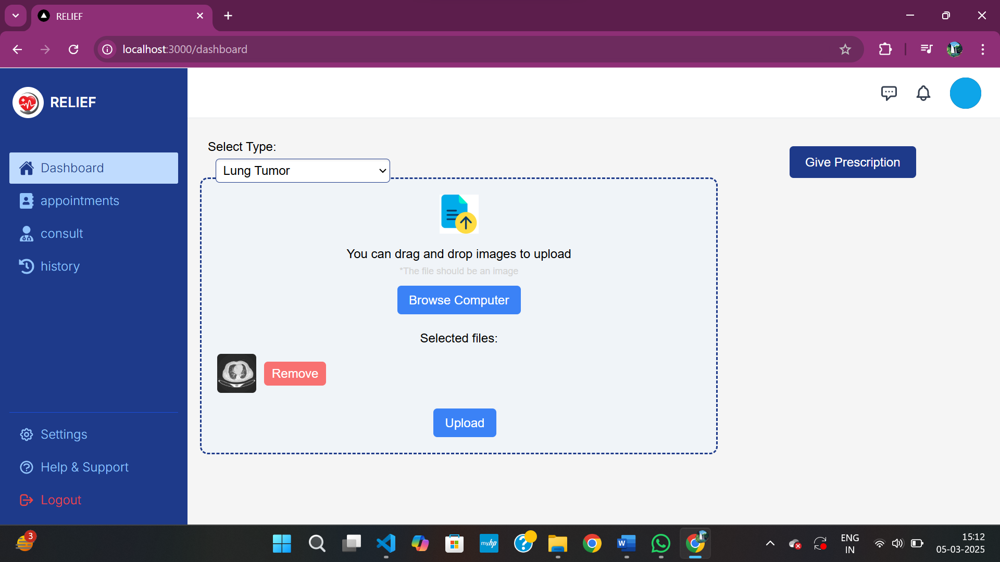 RELIEF
localhost:3000/dashboard
RELIEF
Dashboard
appointments
consult
history
Settings
Help & Support
Logout
Select Type:
Lung Tumor
Give Prescription
You can drag and drop images to upload
*The file should be an image
Browse Computer
Selected files:
Remove
Upload
3
myhp
W
ENG
IN
15:12
05-03-2025